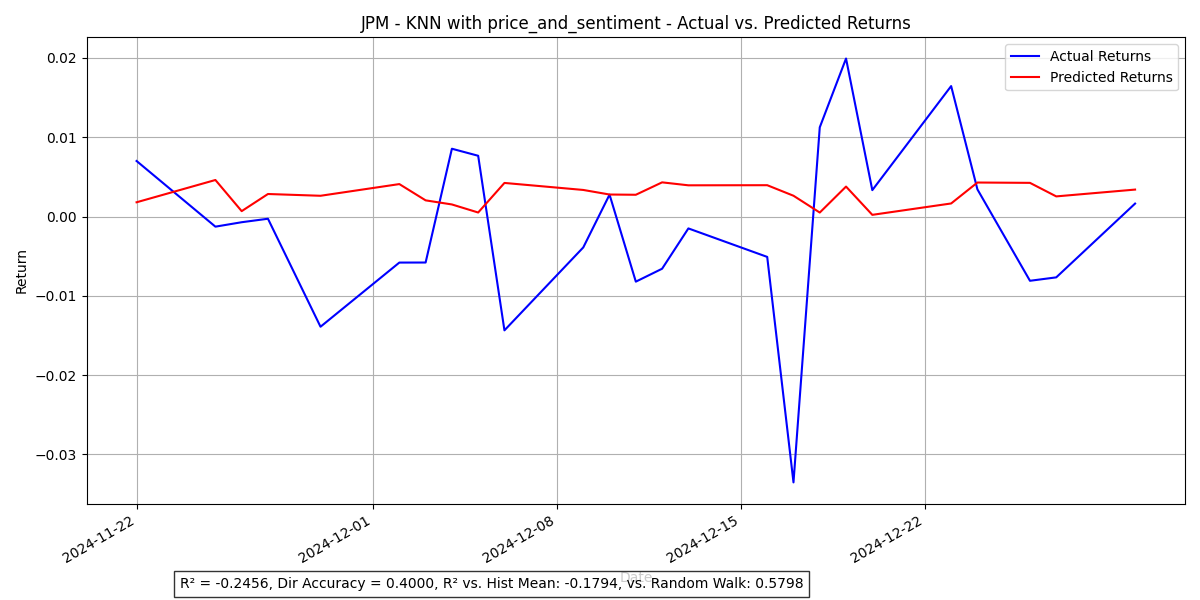 JPM - KNN with price_and_sentiment - Actual vs. Predicted Returns
Actual Returns
Predicted Returns
Return
0.02
0.01
0.00
−0.01
−0.02
−0.03
2024-11-22
2024-12-01
2024-12-08
2024-12-15
2024-12-22
Date
R² = -0.2456, Dir Accuracy = 0.4000, R² vs. Hist Mean: -0.1794, vs. Random Walk: 0.5798